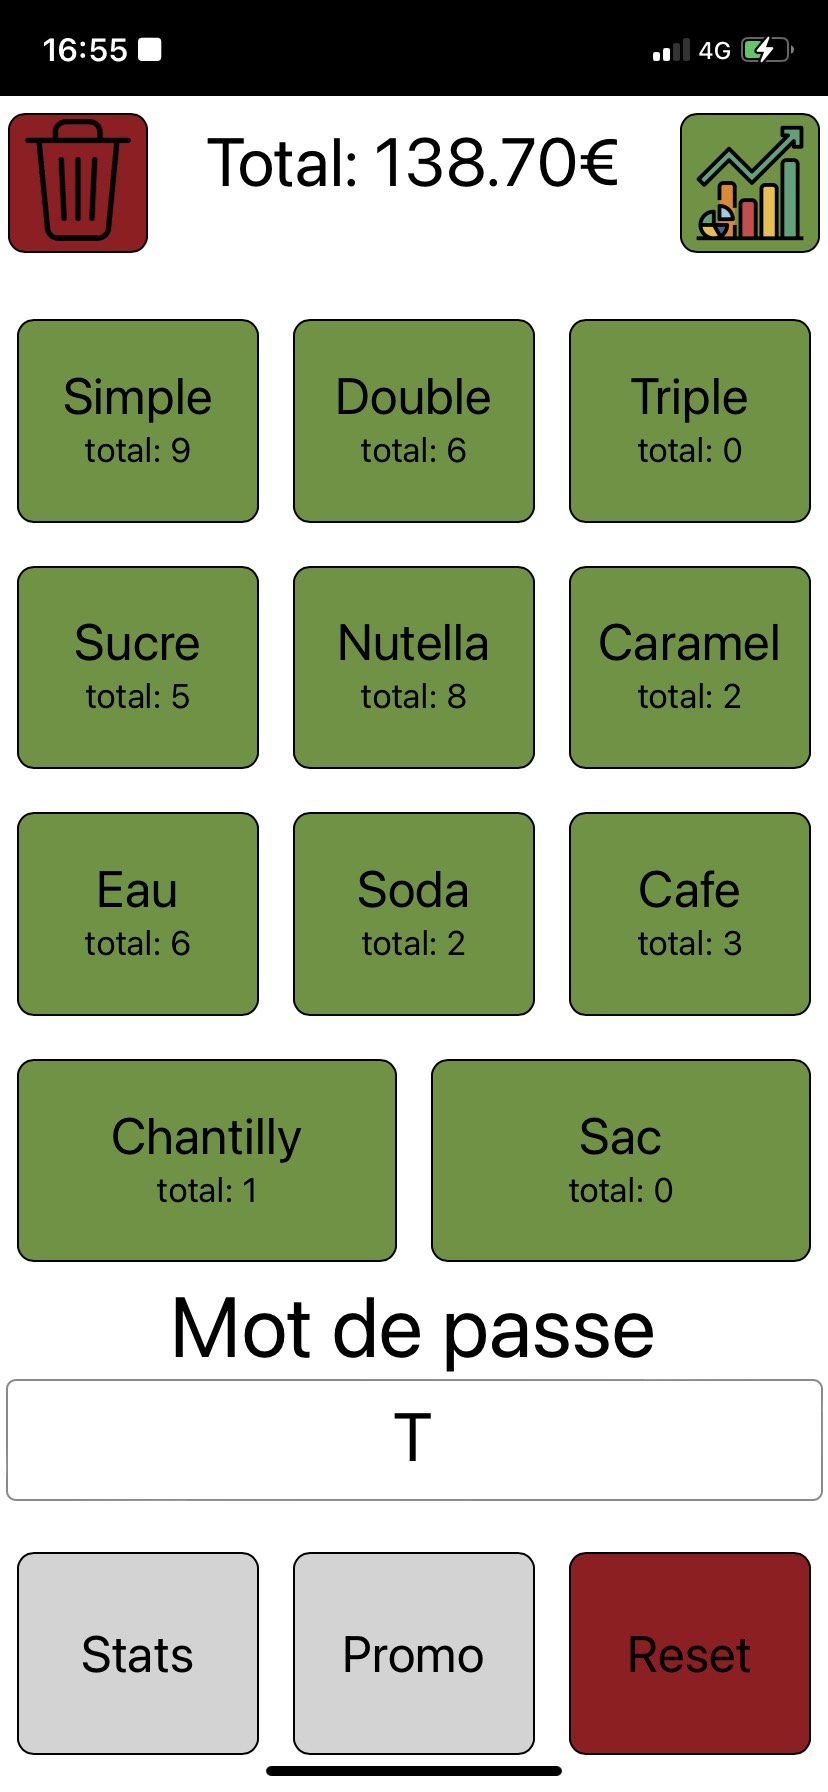 16:55
4G
Total: 138.70€
Simple
total: 9
Double
total: 6
Triple
total: 0
Sucre
total: 5
Nutella
total: 8
Caramel
total: 2
Eau
total: 6
Soda
total: 2
Cafe
total: 3
Chantilly
total: 1
Sac
total: 0
Mot de passe
T
Stats
Promo
Reset